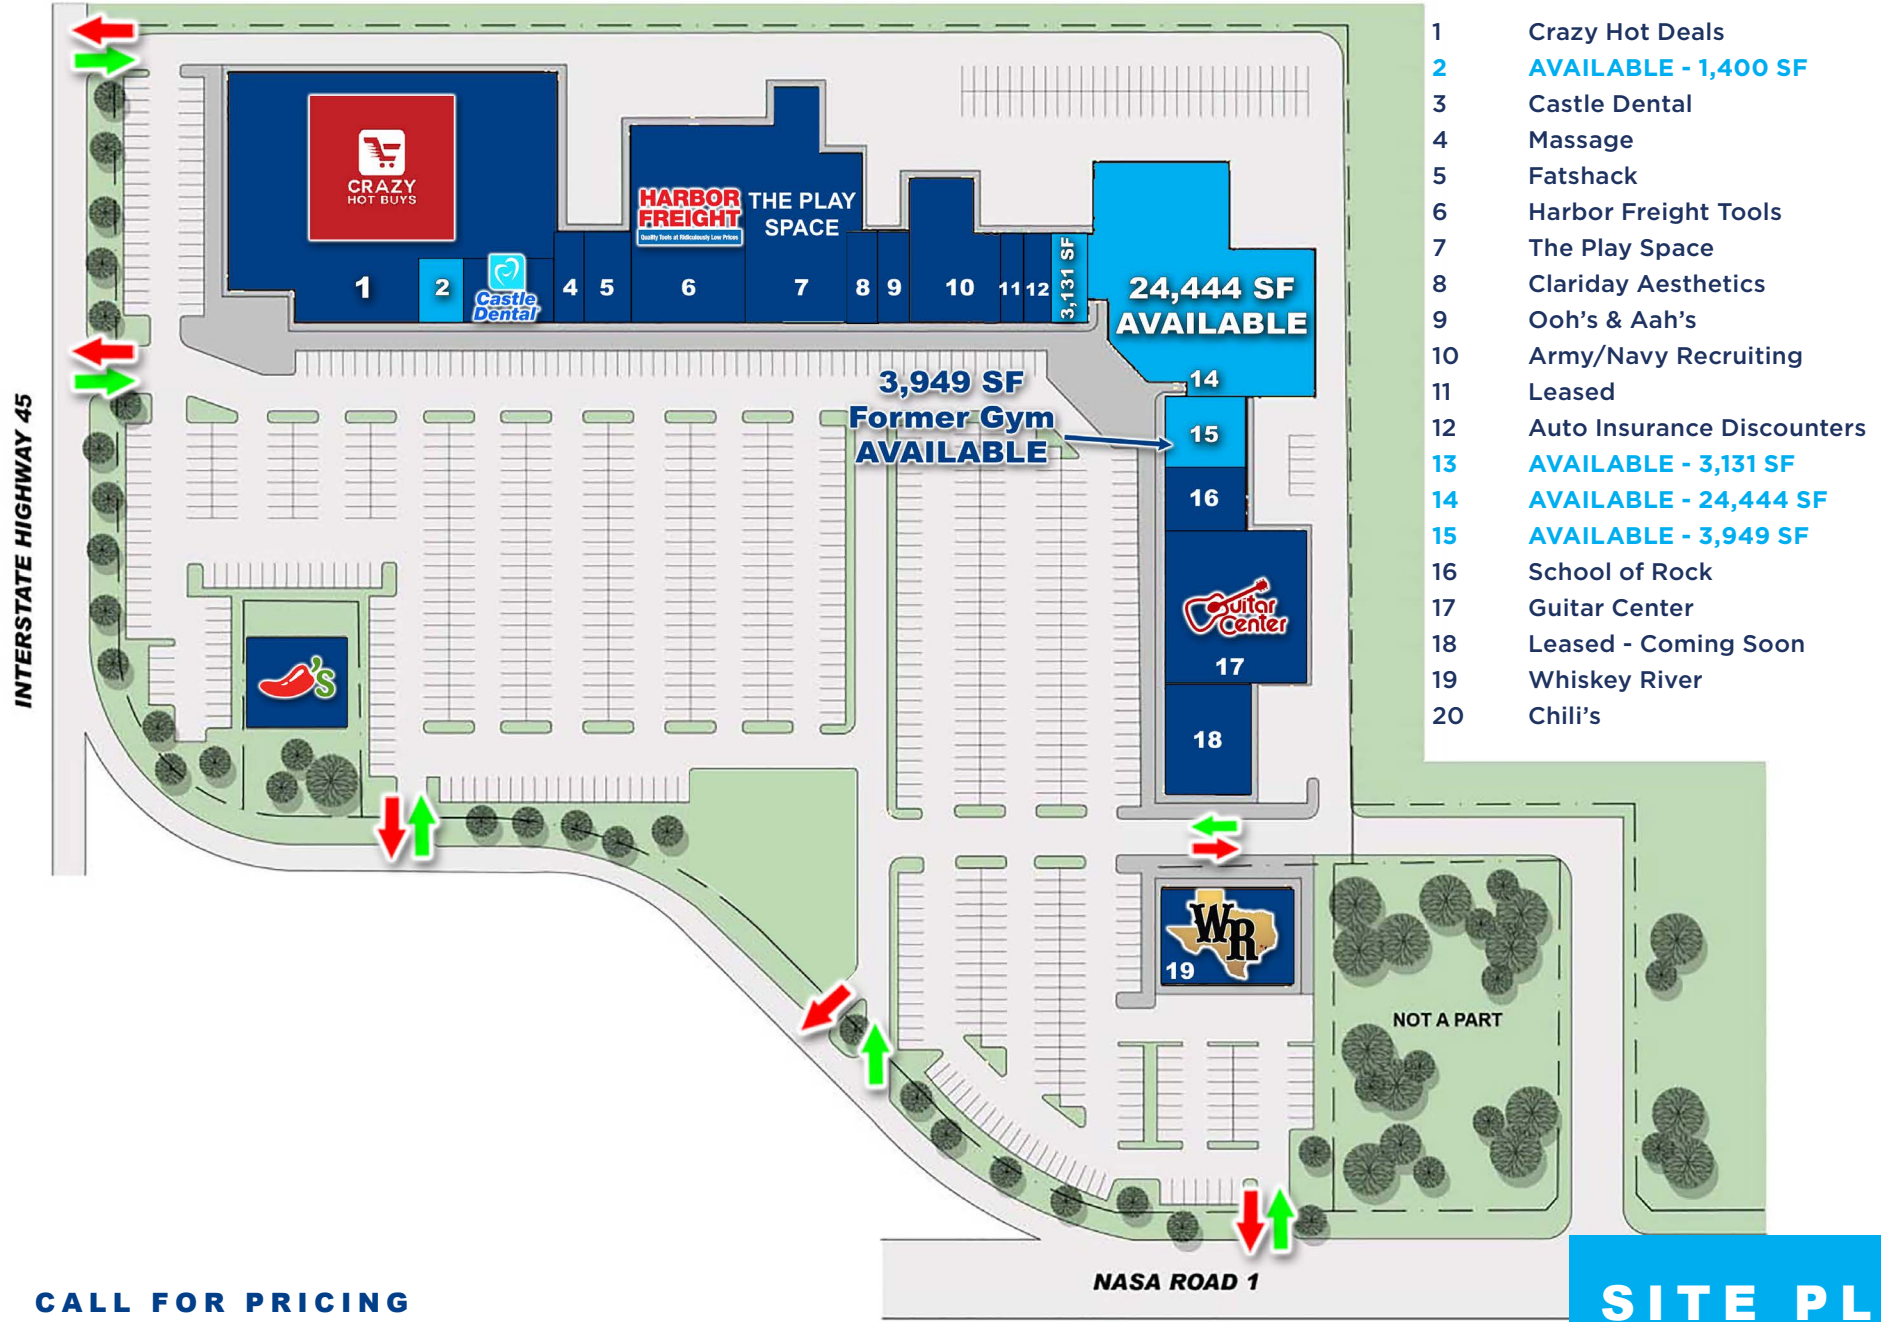 1 Crazy Hot Deals
2 AVAILABLE - 1,400 SF
3 Castle Dental
4 Massage
5 Fatshack
6 Harbor Freight Tools
7 The Play Space
8 Clariday Aesthetics
9 Ooh's & Aah's
10 Army/Navy Recruiting
11 Leased
12 Auto Insurance Discounters
13 AVAILABLE - 3,131 SF
14 AVAILABLE - 24,444 SF
15 AVAILABLE - 3,949 SF
16 School of Rock
17 Guitar Center
18 Leased - Coming Soon
19 Whiskey River
20 Chili's
CRAZY
HOT BUYS
HARBOR
FREIGHT
Quality Tools at Ridiculously Low Prices
THE PLAY
SPACE
1
2
Castle
Dental
4
5
6
7
8
9
10
11
12
3,131 SF
24,444 SF
AVAILABLE
14
3,949 SF
Former Gym
AVAILABLE
15
16
Guitar
Center
17
18
'S
WR
19
NOT A PART
INTERSTATE HIGHWAY 45
NASA ROAD 1
CALL FOR PRICING
SITE PL